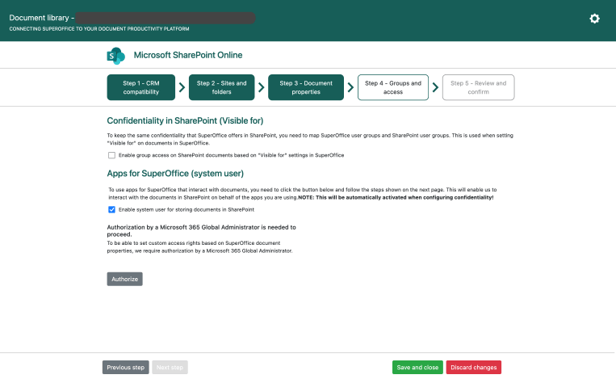 Document library -
CONNECTING SUPEROFFICE TO YOUR DOCUMENT PRODUCTIVITY PLATFORM
Microsoft SharePoint Online
Step 1 - CRM
compatibility
Step 2 - Sites and
folders
Step 3 - Document
properties
Step 4 - Groups and
access
Step 5 - Review and
confirm
Confidentiality in SharePoint (Visible for)
To keep the same confidentiality that SuperOffice offers in SharePoint, you need to map SuperOffice user groups and SharePoint user groups. This is used when setting
"Visible for" on documents in SuperOffice.
Enable group access on SharePoint documents based on "Visible for" settings in SuperOffice
Apps for SuperOffice (system user)
To use apps for SuperOffice that interact with documents, you need to click the button below and follow the steps shown on the next page. This will enable us to
interact with the documents in SharePoint on behalf of the apps you are using.NOTE: This will be automatically activated when configuring confidentiality!
Enable system user for storing documents in SharePoint
Authorization by a Microsoft 365 Global Administrator is needed to
proceed.
To be able to set custom access rights based on SuperOffice document
properties, we require authorization by a Microsoft 365 Global Administrator.
Authorize
Previous step
Next step
Save and close
Discard changes